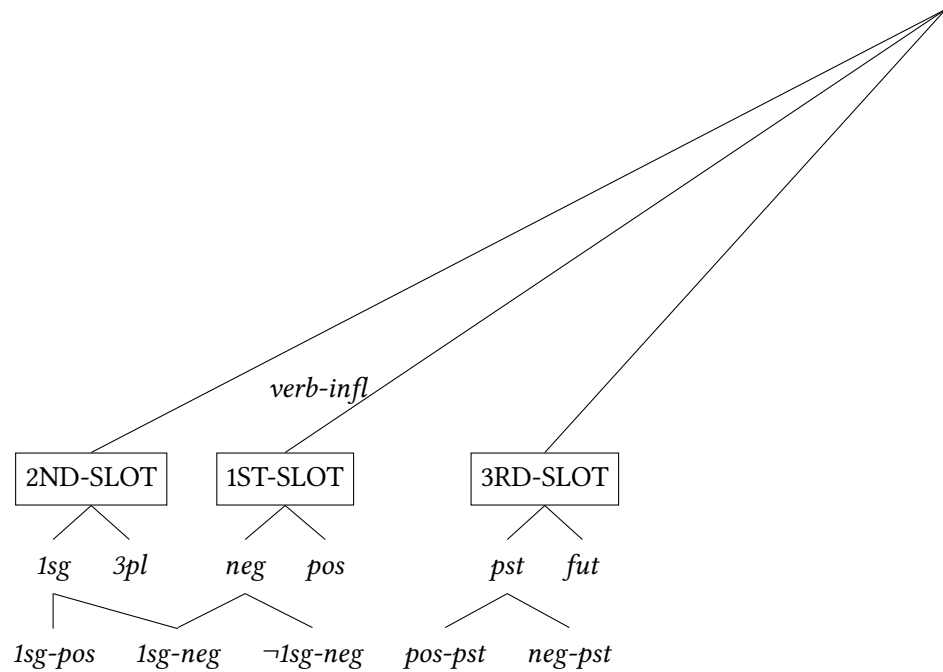 verb-infl
2ND-SLOT 1ST-SLOT 3RD-SLOT
1sg 3pl neg pos pst fut
1sg-pos 1sg-neg ¬1sg-neg pos-pst neg-pst